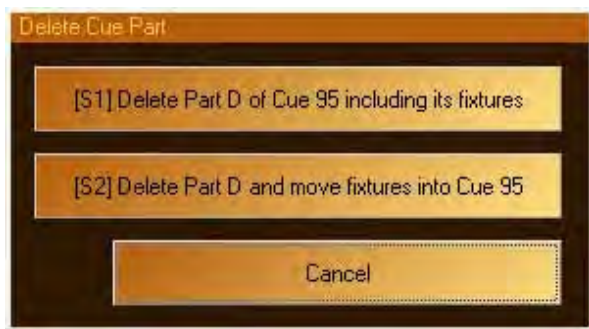 Delete Cue Part
[S1] Delete Part D of Cue 95 including its fixtures
[S2] Delete Part D and move fixtures into Cue 95
Cancel